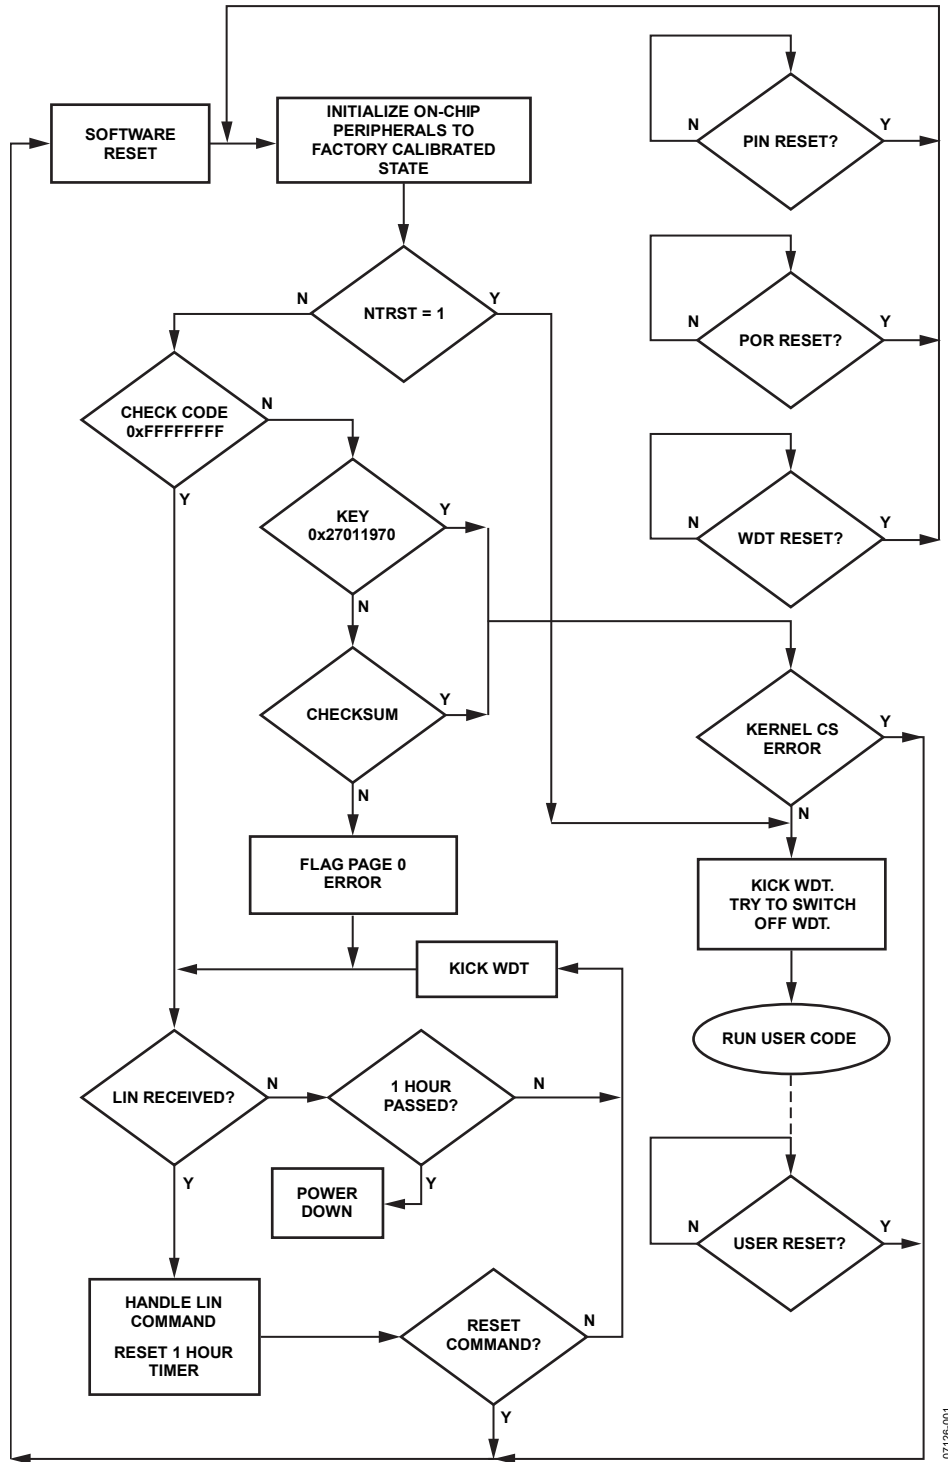 SOFTWARE
RESET
INITIALIZE ON-CHIP
PERIPHERALS TO
FACTORY CALIBRATED
STATE
N
PIN RESET?
Y
N
NTRST = 1
Y
N
POR RESET?
Y
CHECK CODE
0xFFFFFFFF
N
Y
KEY
0x27011970
Y
N
N
WDT RESET?
Y
CHECKSUM
Y
N
KERNEL CS
ERROR
Y
N
FLAG PAGE 0
ERROR
KICK WDT.
TRY TO SWITCH
OFF WDT.
KICK WDT
RUN USER CODE
LIN RECEIVED?
N
Y
1 HOUR
PASSED?
N
Y
POWER
DOWN
N
USER RESET?
Y
HANDLE LIN
COMMAND
RESET 1 HOUR
TIMER
RESET
COMMAND?
N
Y
07126-001